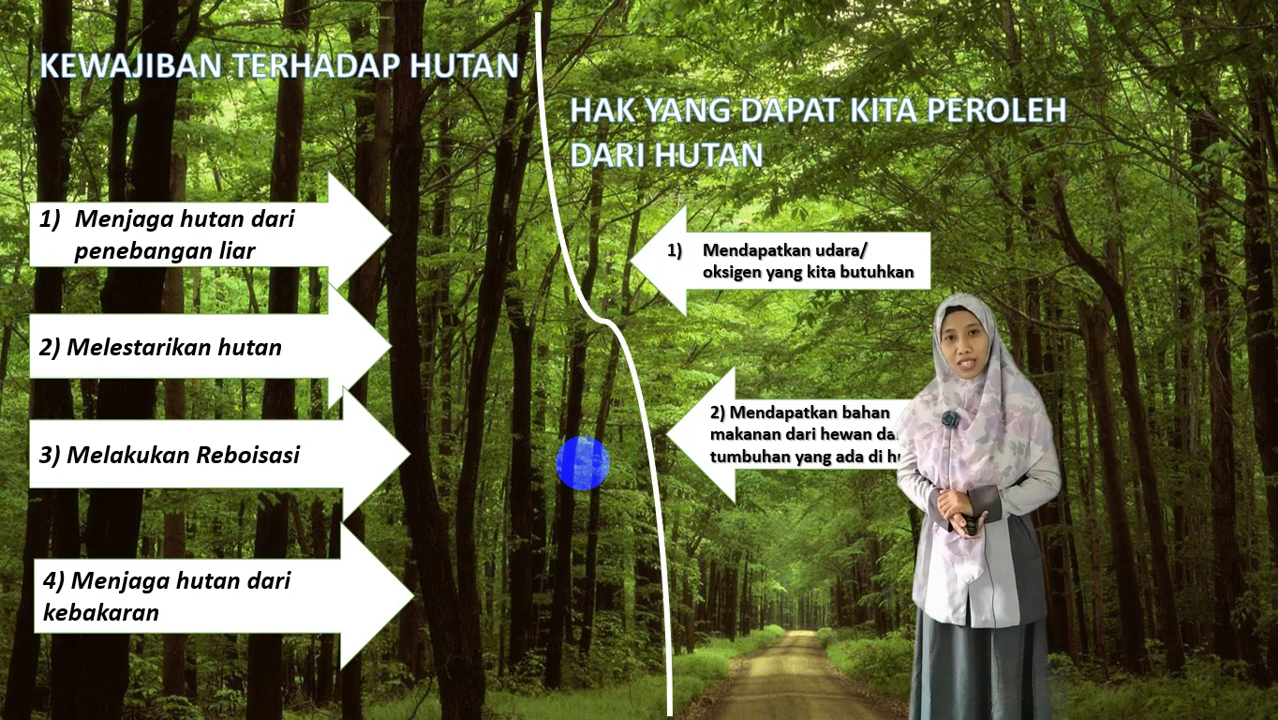 KEWAJIBAN TERHADAP HUTAN
1) Menjaga hutan dari
penebangan liar
2) Melestarikan hutan
3) Melakukan Reboisasi
4) Menjaga hutan dari
kebakaran
HAK YANG DAPAT KITA PEROLEH
DARI HUTAN
1) Mendapatkan udara/
oksigen yang kita butuhkan
2) Mendapatkan bahan
makanan dari hewan
tumbuhan yang ada di